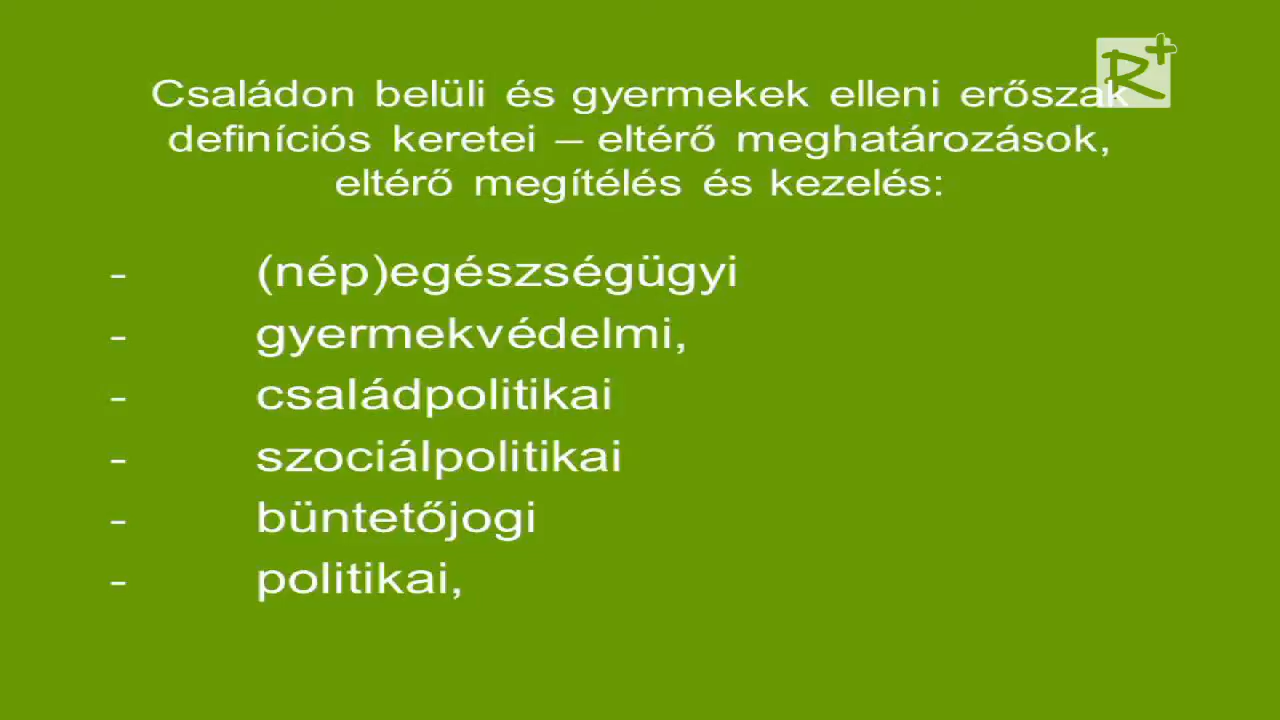 R+
Családon belüli és gyermekek elleni erőszak
definíciós keretei – eltérő meghatározások,
eltérő megítélés és kezelés:
- (nép)egészségügyi
- gyermekvédelmi,
- családpolitikai
- szociálpolitikai
- büntetőjogi
- politikai,